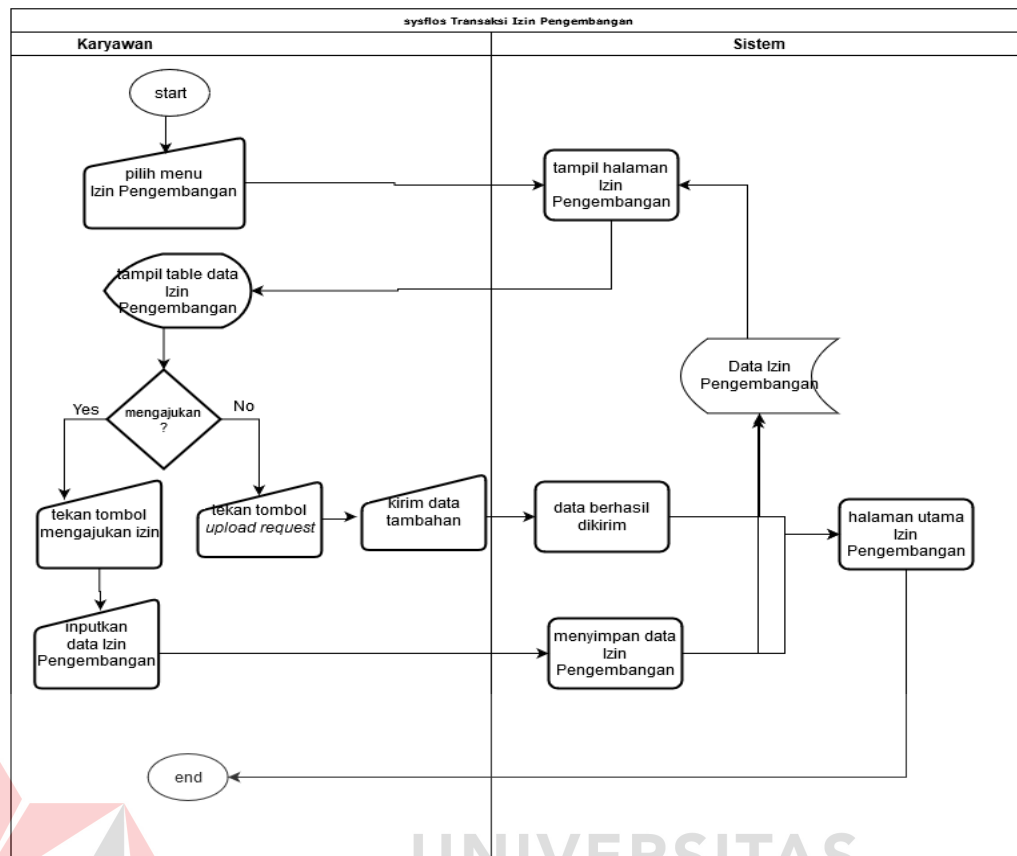 sysflos Transaksi Izin Pengembangan
Karyawan
Sistem
start
pilih menu
Izin Pengembangan
tampil halaman
Izin
Pengembangan
tampil table data
Izin
Pengembangan
Data Izin
Pengembangan
mengajukan
?
Yes
No
tekan tombol
mengajukan izin
tekan tombol
upload request
kirim data
tambahan
data berhasil
dikirim
halaman utama
Izin
Pengembangan
inputkan
data Izin
Pengembangan
menyimpan data
Izin
Pengembangan
end
UNIVERSITAS